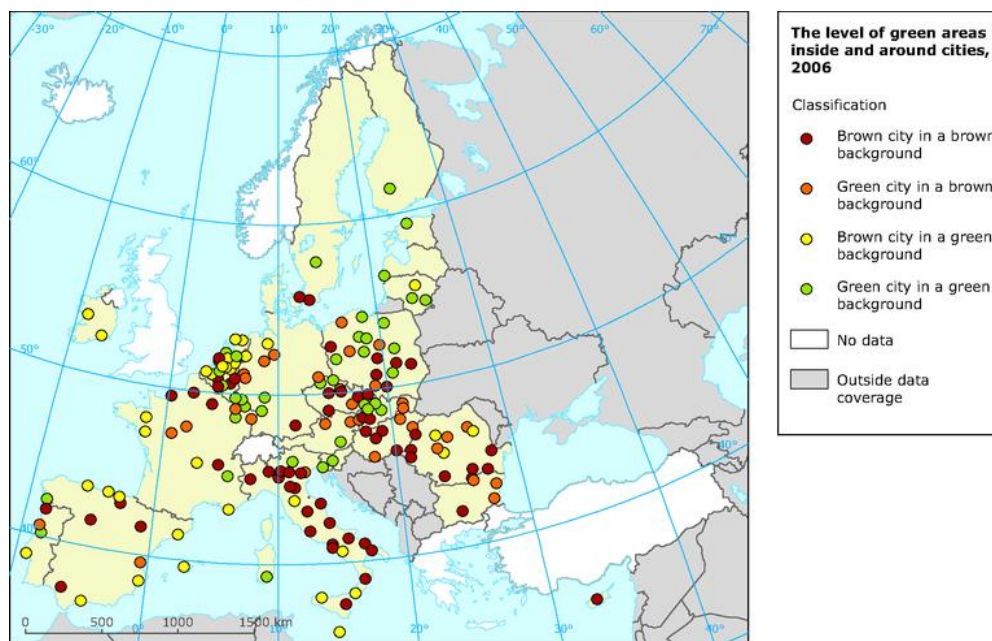 -30° -20° -10° 0° 10° 20° 30° 40° 50° 60° 70°
60°
50°
50°
40°
40°
0° 10° 20° 30° 40°
0 500 1000 1500 km
The level of green areas
inside and around cities,
2006
Classification
Brown city in a brown
background
Green city in a brown
background
Brown city in a green
background
Green city in a green
background
No data
Outside data
coverage